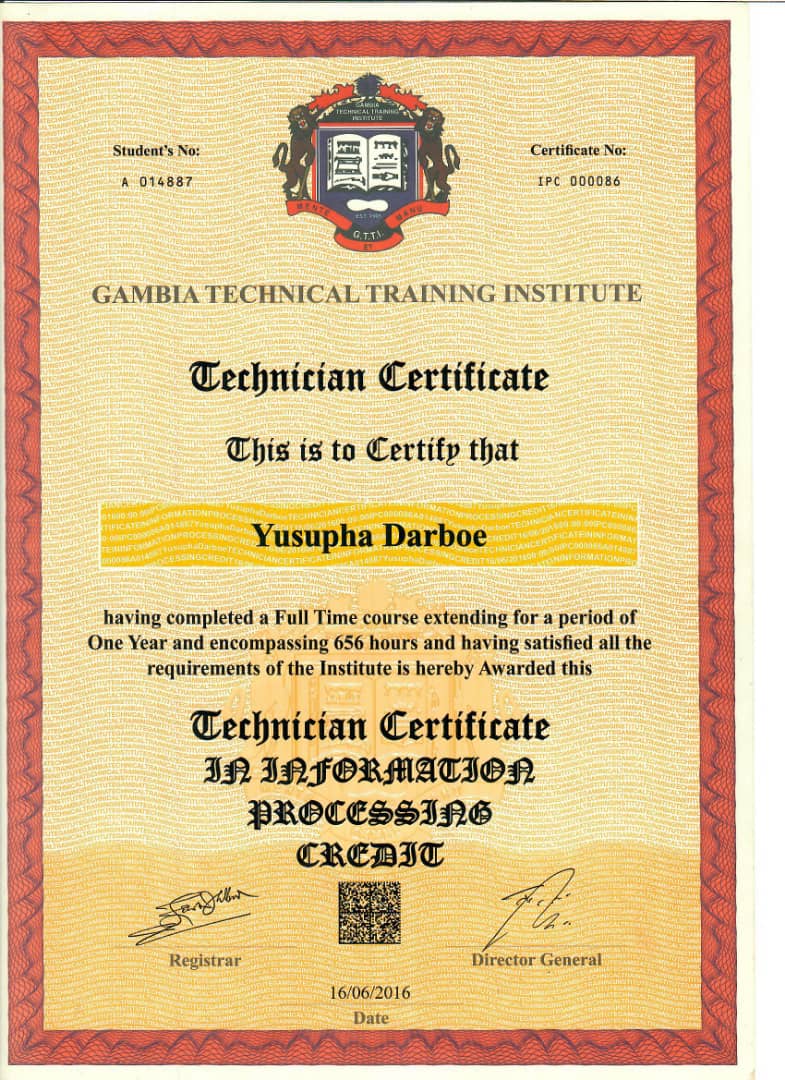 Student's No:
A 014887
Certificate No:
IPC 000086
GAMBIA
TECHNICAL TRAINING
INSTITUTE
MENTE
MANU
EST 1981
G.T.T.I.
ET
GAMBIA TECHNICAL TRAINING INSTITUTE
Technician Certificate
This is to Certify that
Yusupha Darboe
having completed a Full Time course extending for a period of
One Year and encompassing 656 hours and having satisfied all the
requirements of the Institute is hereby Awarded this
Technician Certificate
IN INFORMATION
PROCESSING
CREDIT
Registrar
Director General
16/06/2016
Date